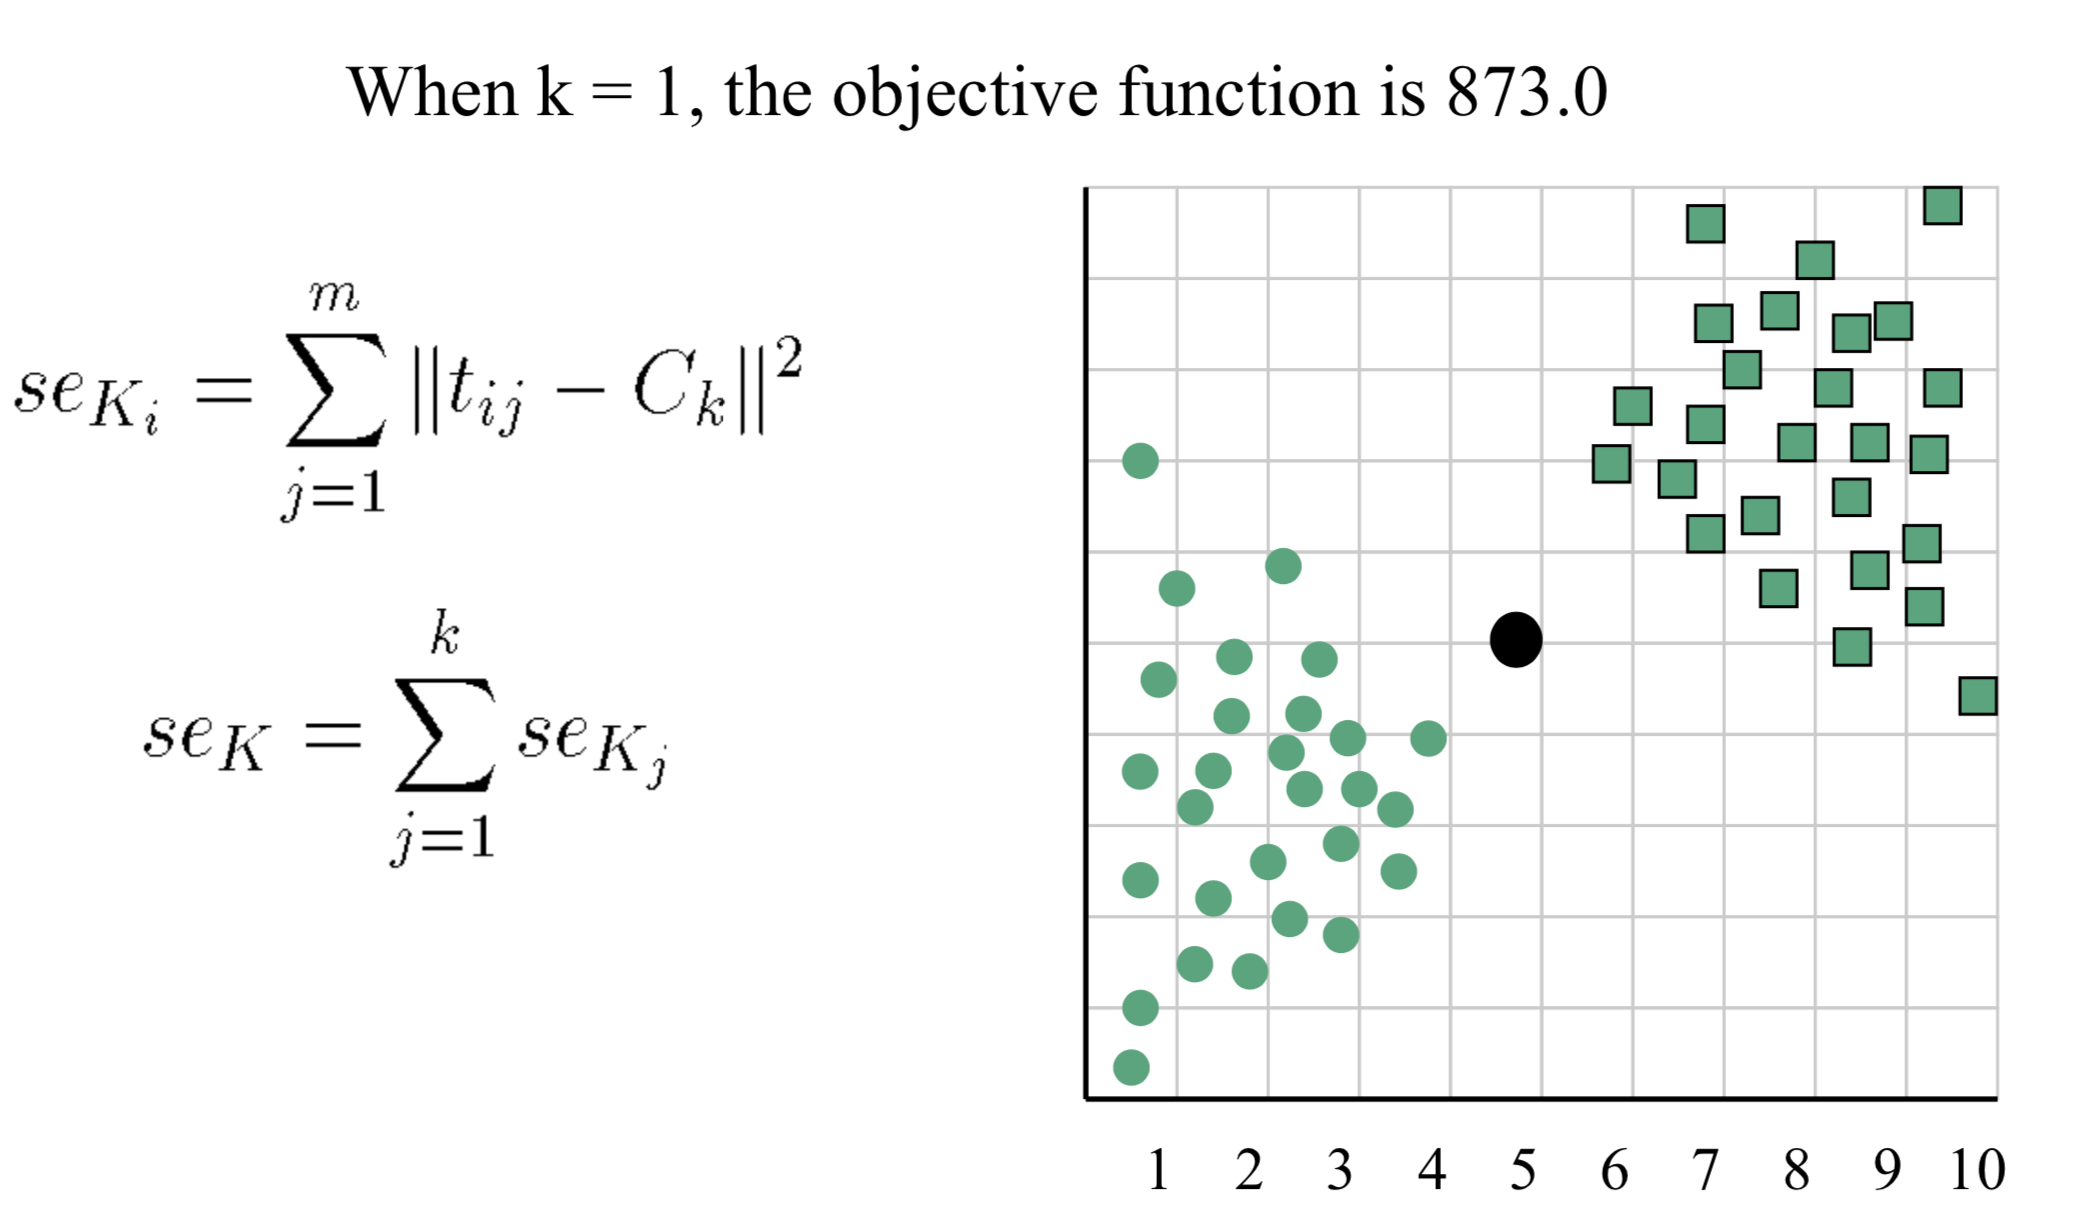 When k = 1, the objective function is 873.0
se_{K_i} = \sum_{j=1}^{m} ||t_{ij} − C_k||^2
se_K = \sum_{j=1}^{k} se_{K_j}
1 2 3 4 5 6 7 8 9 10